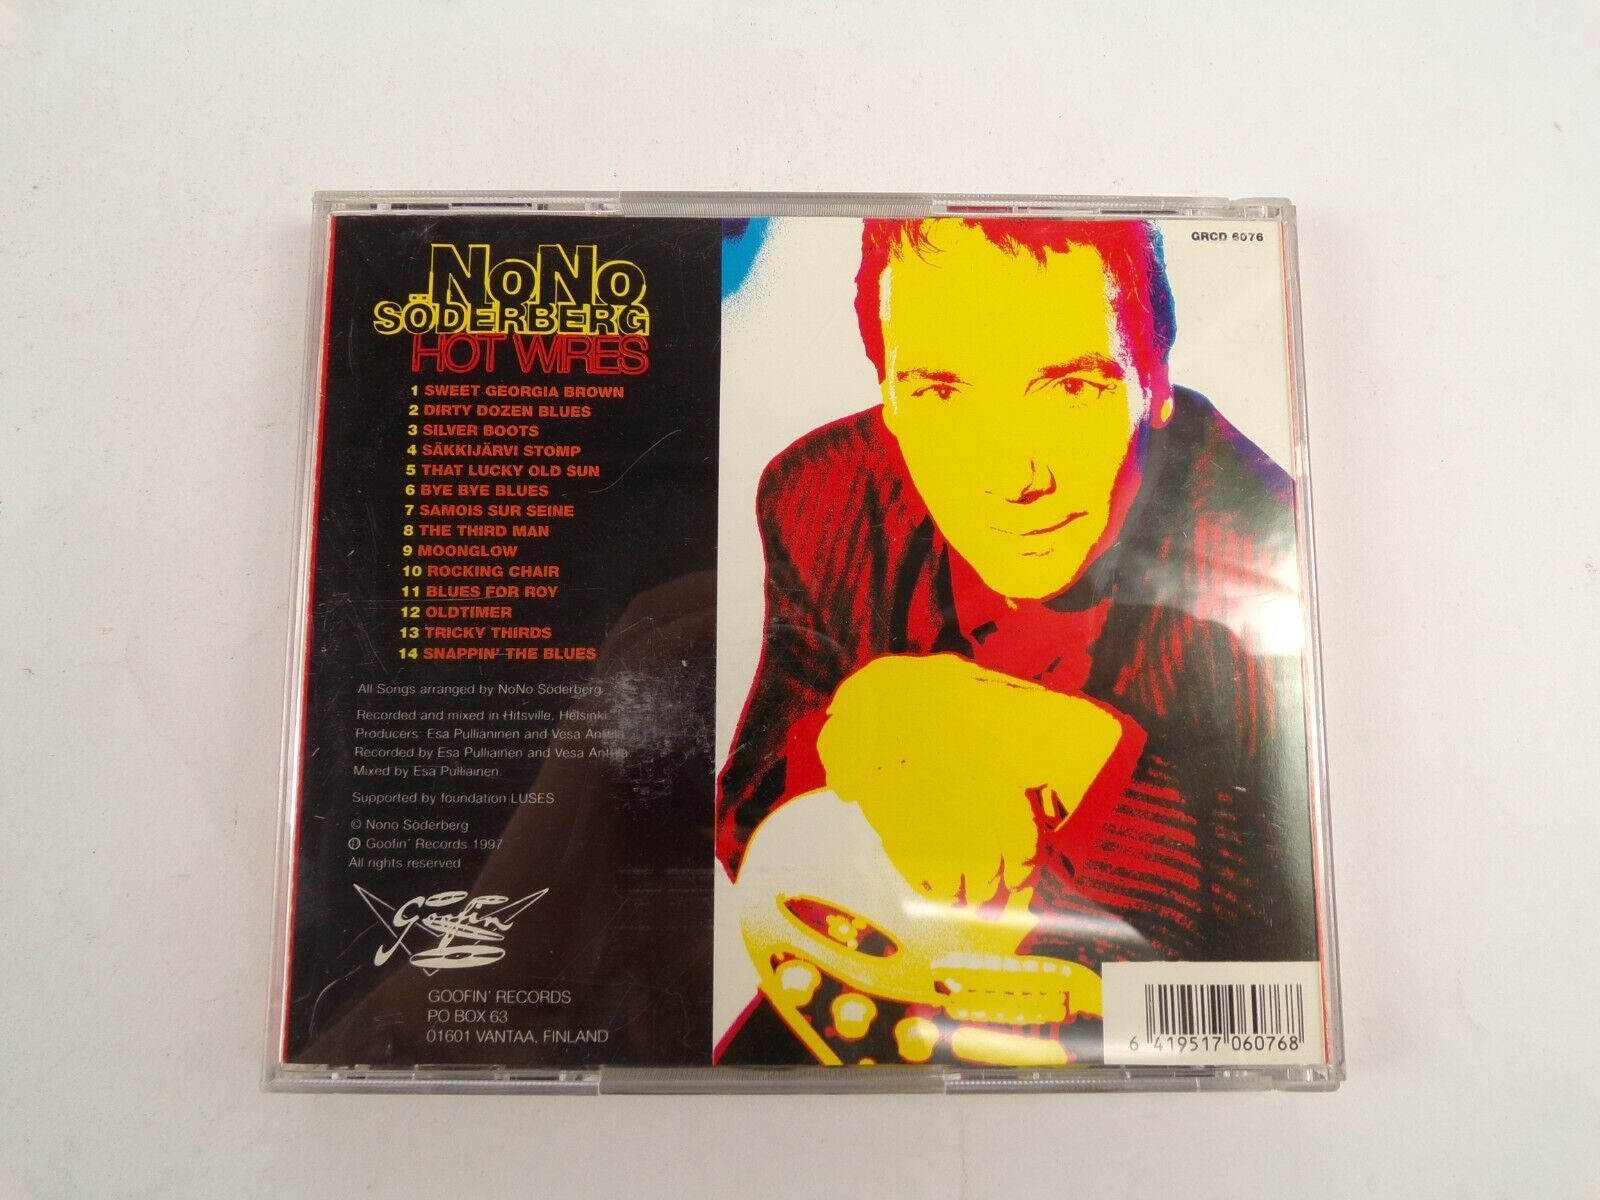 NoNo
SÖDERBERG
HOT WIRES
1 SWEET GEORGIA BROWN
2 DIRTY DOZEN BLUES
3 SILVER BOOTS
4 SÄKKIJÄRVI STOMP
5 THAT LUCKY OLD SUN
6 BYE BYE BLUES
7 SAMOIS SUR SEINE
8 THE THIRD MAN
9 MOONGLOW
10 ROCKING CHAIR
11 BLUES FOR ROY
12 OLDTIMER
13 TRICKY THIRDS
14 SNAPPIN' THE BLUES
All Songs arranged by NoNo Söderberg.
Recorded and mixed in Hitsville, Helsinki.
Producers: Esa Pulliainen and Vesa Anttila
Recorded by Esa Pulliainen and Vesa Anttila
Mixed by Esa Pulliainen.
Supported by foundation LUSES
© Nono Söderberg
℗ Goofin' Records 1997
All rights reserved
Goofin'
GOOFIN' RECORDS
PO BOX 63
01601 VANTAA, FINLAND
GRCD 6076
6 419517 060768